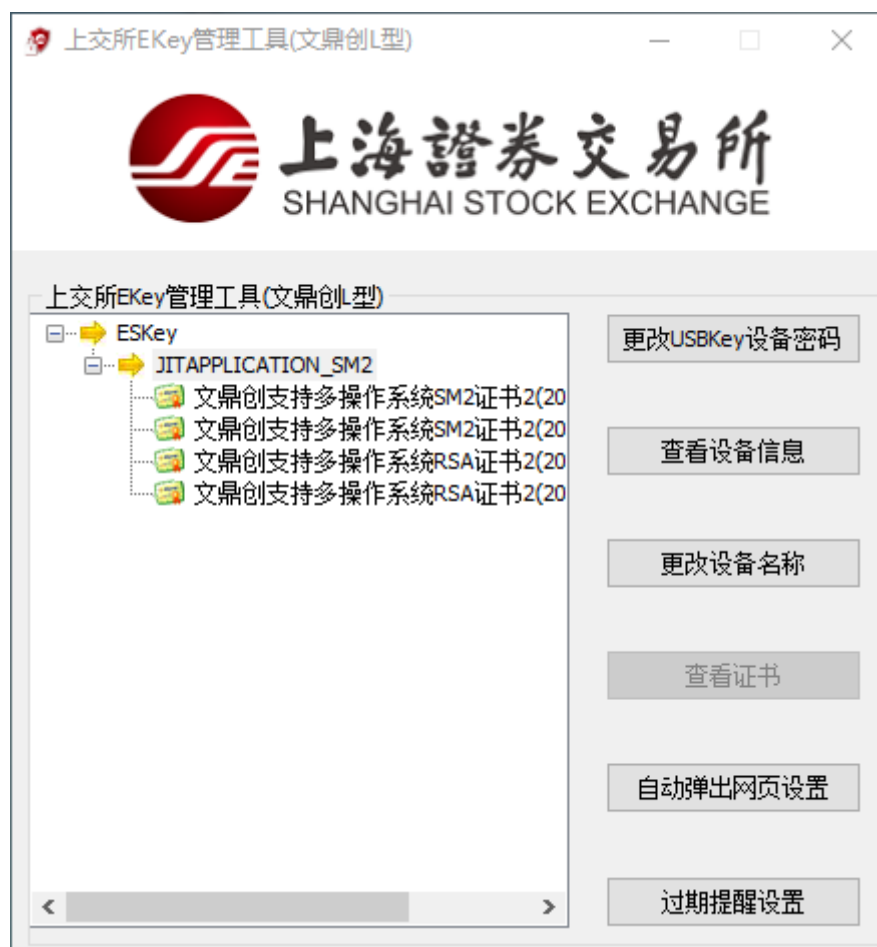 上交所EKey管理工具(文鼎创L型)
上海證券交易所
SHANGHAI STOCK EXCHANGE
上交所EKey管理工具(文鼎创L型)
ESKey
JITAPPLICATION_SM2
文鼎创支持多操作系统SM2证书2(20
文鼎创支持多操作系统SM2证书2(20
文鼎创支持多操作系统RSA证书2(20
文鼎创支持多操作系统RSA证书2(20
更改USBKey设备密码
查看设备信息
更改设备名称
查看证书
自动弹出网页设置
过期提醒设置